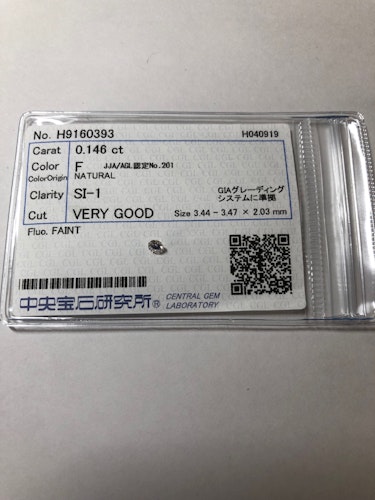 No. H9160393 H040919
Carat 0.146 ct
Color F JJA/AGL認定No.201
ColorOrigin NATURAL
Clarity SI-1 GIAグレーディング
システムに準拠
Cut VERY GOOD Size 3.44 - 3.47 × 2.03 mm
Fluo. FAINT
中央宝石研究所® CENTRAL GEM
LABORATORY